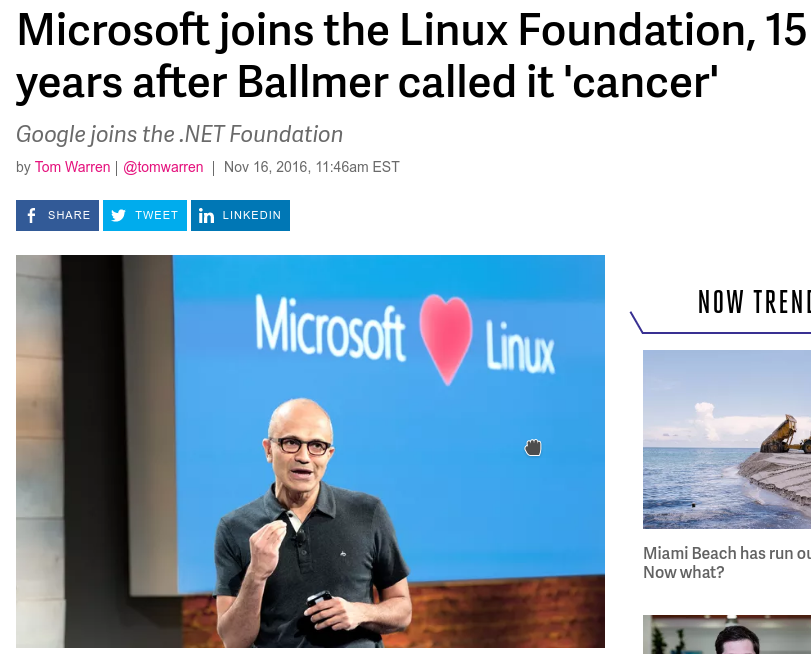 Microsoft joins the Linux Foundation, 15
years after Ballmer called it 'cancer'
Google joins the .NET Foundation
by Tom Warren | @tomwarren | Nov 16, 2016, 11:46am EST
SHARE
TWEET
LINKEDIN
Microsoft
Linux
NOW TREND
Miami Beach has run ou
Now what?